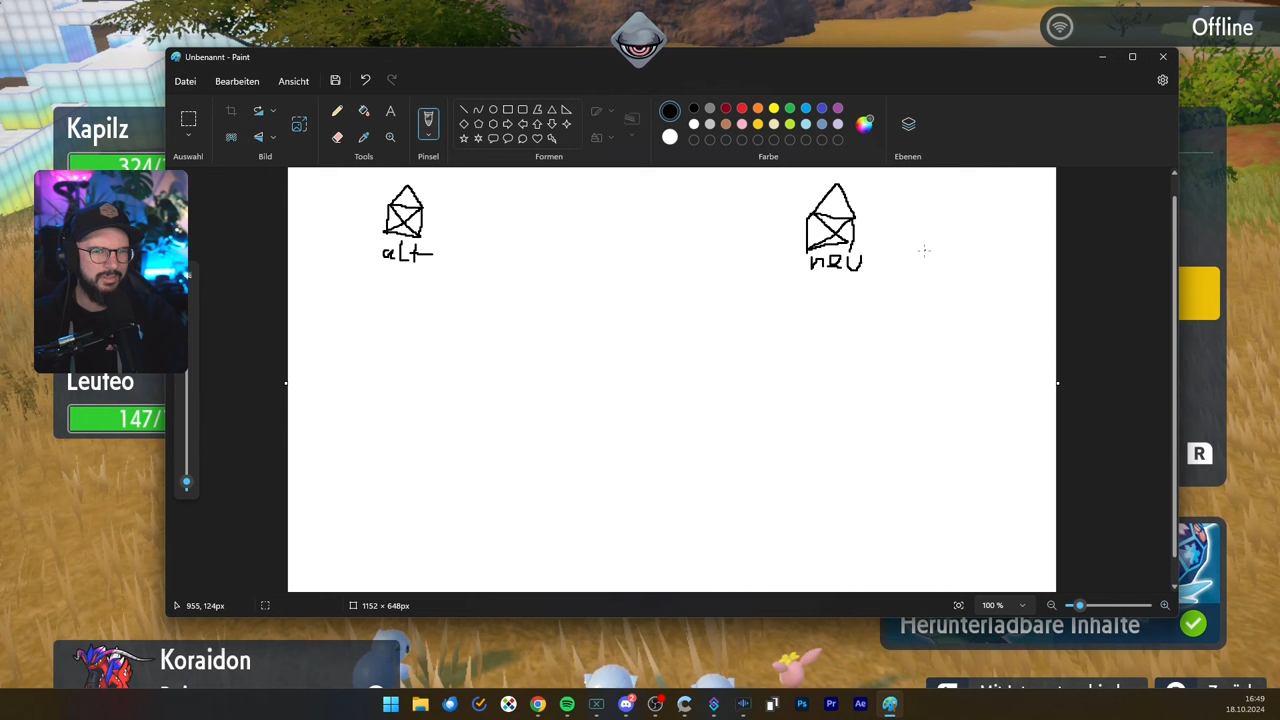 Offline
Unbenannt - Paint
Datei Bearbeiten Ansicht
Kapilz
324/
Auswahl Bild Tools Pinsel Formen Farbe Ebenen
alt
neu
Leuteo
147/
R
955, 124px
1152 × 648px
100 %
Herunterladbare Inhalte
Koraidon
2
16:49
18.10.2024